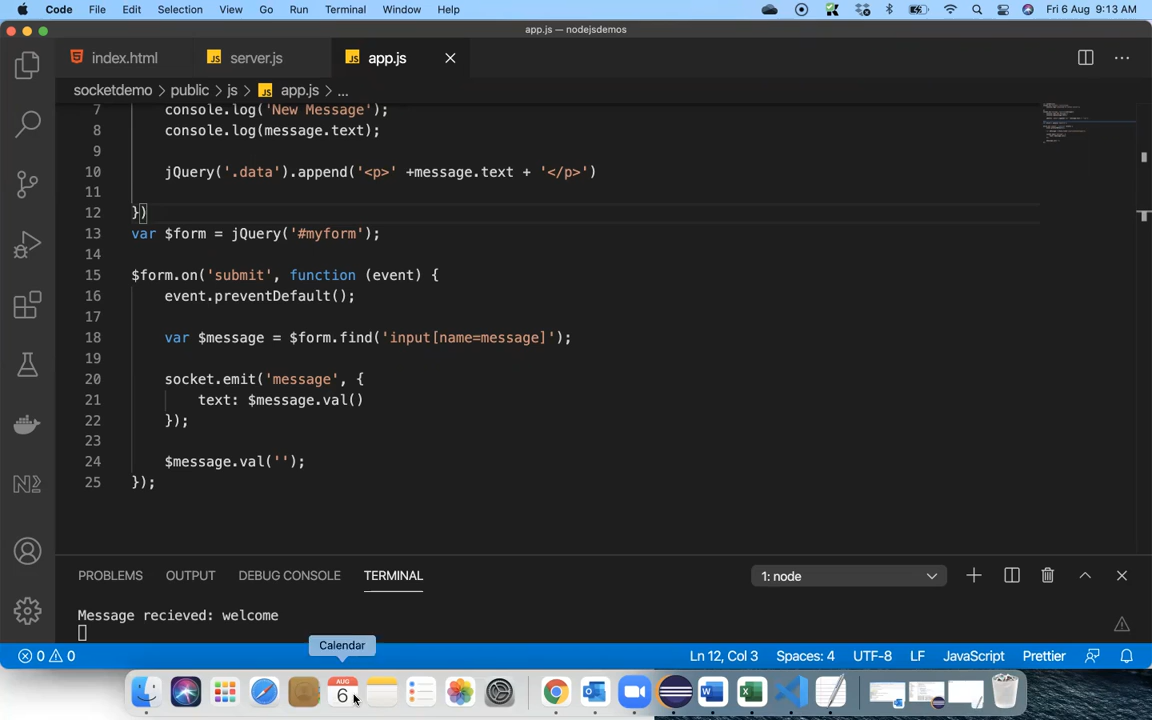 Code File Edit Selection View Go Run Terminal Window Help Fri 6 Aug 9:13 AM
app.js — nodejsdemos
index.html JS server.js JS app.js
socketdemo > public > js > JS app.js > ...
7 console.log('New Message');
8 console.log(message.text);
9
10 jQuery('.data').append('<p>' +message.text + '</p>')
11
12 })
13 var $form = jQuery('#myform');
14
15 $form.on('submit', function (event) {
16 event.preventDefault();
17
18 var $message = $form.find('input[name=message]');
19
20 socket.emit('message', {
21 text: $message.val()
22 });
23
24 $message.val('');
25 });
PROBLEMS OUTPUT DEBUG CONSOLE TERMINAL 1: node
Message recieved: welcome
Calendar
0 0 Ln 12, Col 3 Spaces: 4 UTF-8 LF JavaScript Prettier
AUG
6